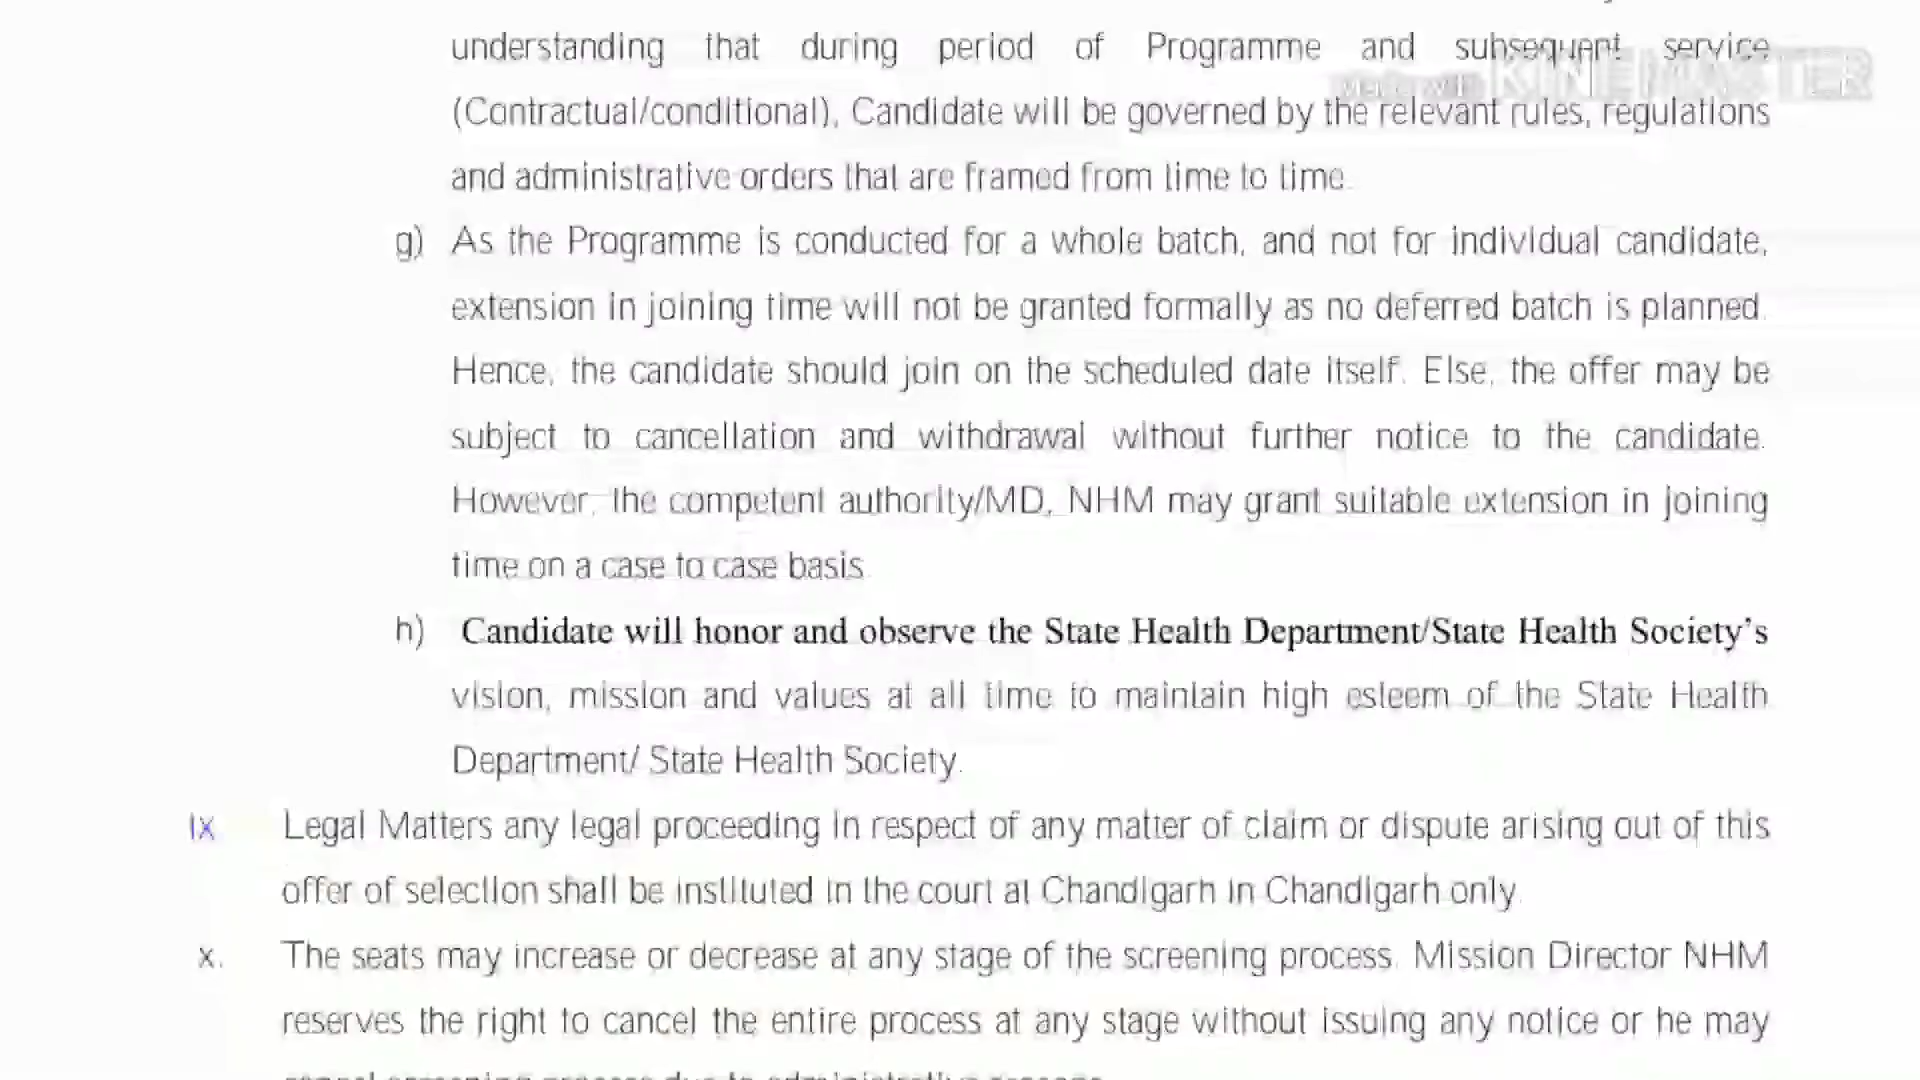 understanding that during period of Programme and subsequent service
Made with KINEMASTER
(Contractual/conditional), Candidate will be governed by the relevant rules, regulations
and administrative orders that are framed from time to time.
g) As the Programme is conducted for a whole batch, and not for individual candidate,
extension in joining time will not be granted formally as no deferred batch is planned.
Hence, the candidate should join on the scheduled date itself. Else, the offer may be
subject to cancellation and withdrawal without further notice to the candidate.
However, the competent authority/MD, NHM may grant suitable extension in joining
time on a case to case basis
h) Candidate will honor and observe the State Health Department/State Health Society's
vision, mission and values at all time to maintain high esteem of the State Health
Department/ State Health Society.
ix Legal Matters any legal proceeding in respect of any matter of claim or dispute arising out of this
offer of selection shall be instituted in the court at Chandigarh in Chandigarh only.
x. The seats may increase or decrease at any stage of the screening process. Mission Director NHM
reserves the right to cancel the entire process at any stage without issuing any notice or he may
cancel screening process due to administrative reasons